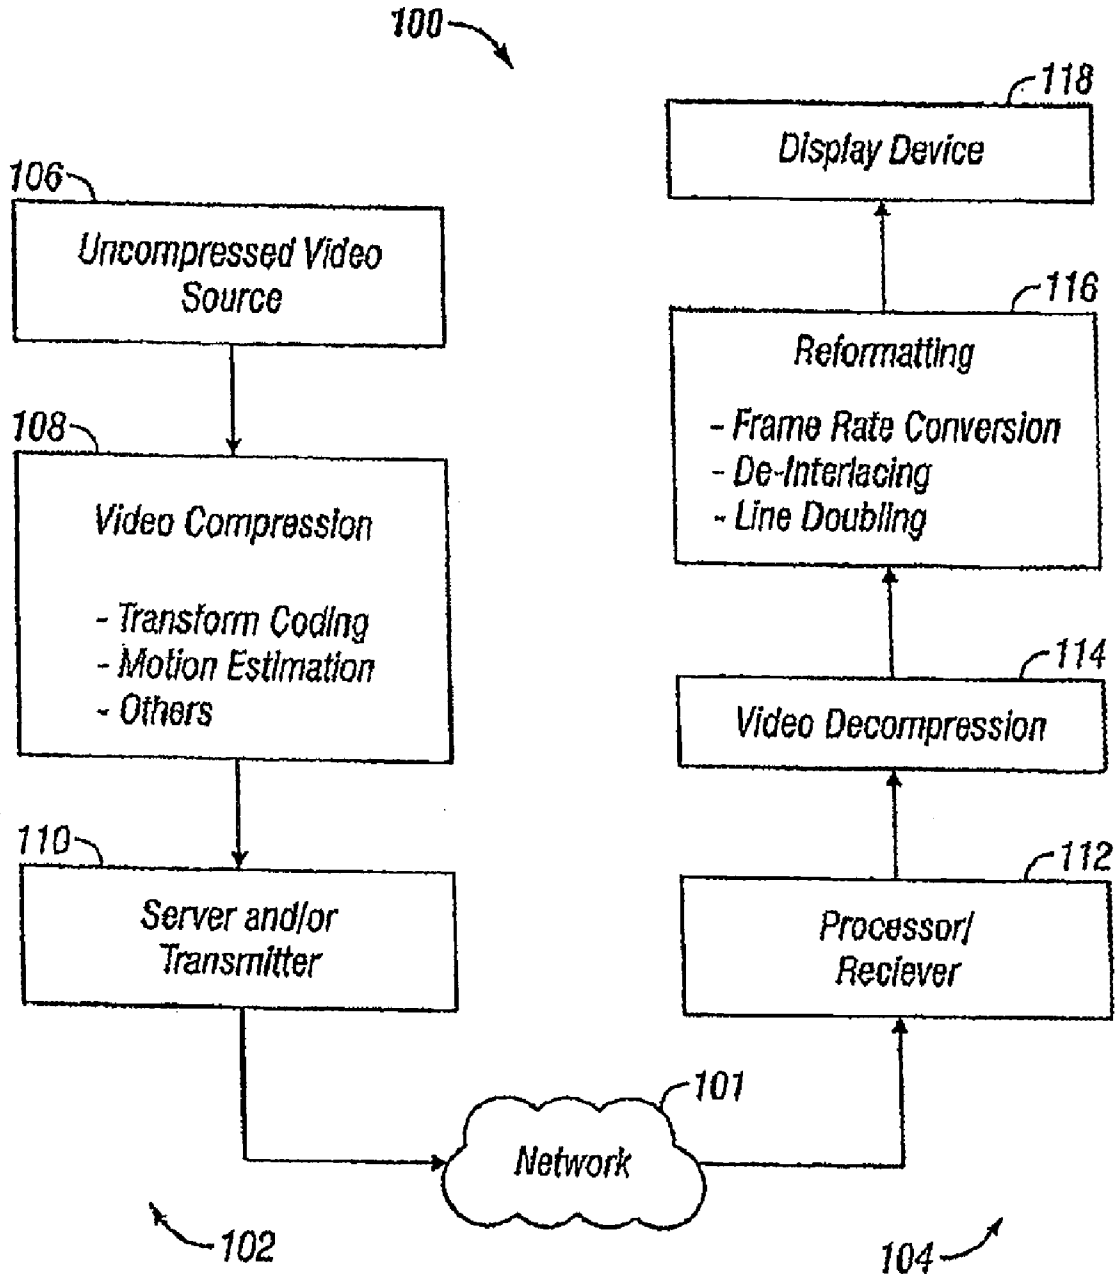 100
106
Uncompressed Video
Source
108
Video Compression
- Transform Coding
- Motion Estimation
- Others
110
Server and/or
Transmitter
102
101
Network
118
Display Device
116
Reformatting
- Frame Rate Conversion
- De-Interlacing
- Line Doubling
114
Video Decompression
112
Processor/
Reciever
104